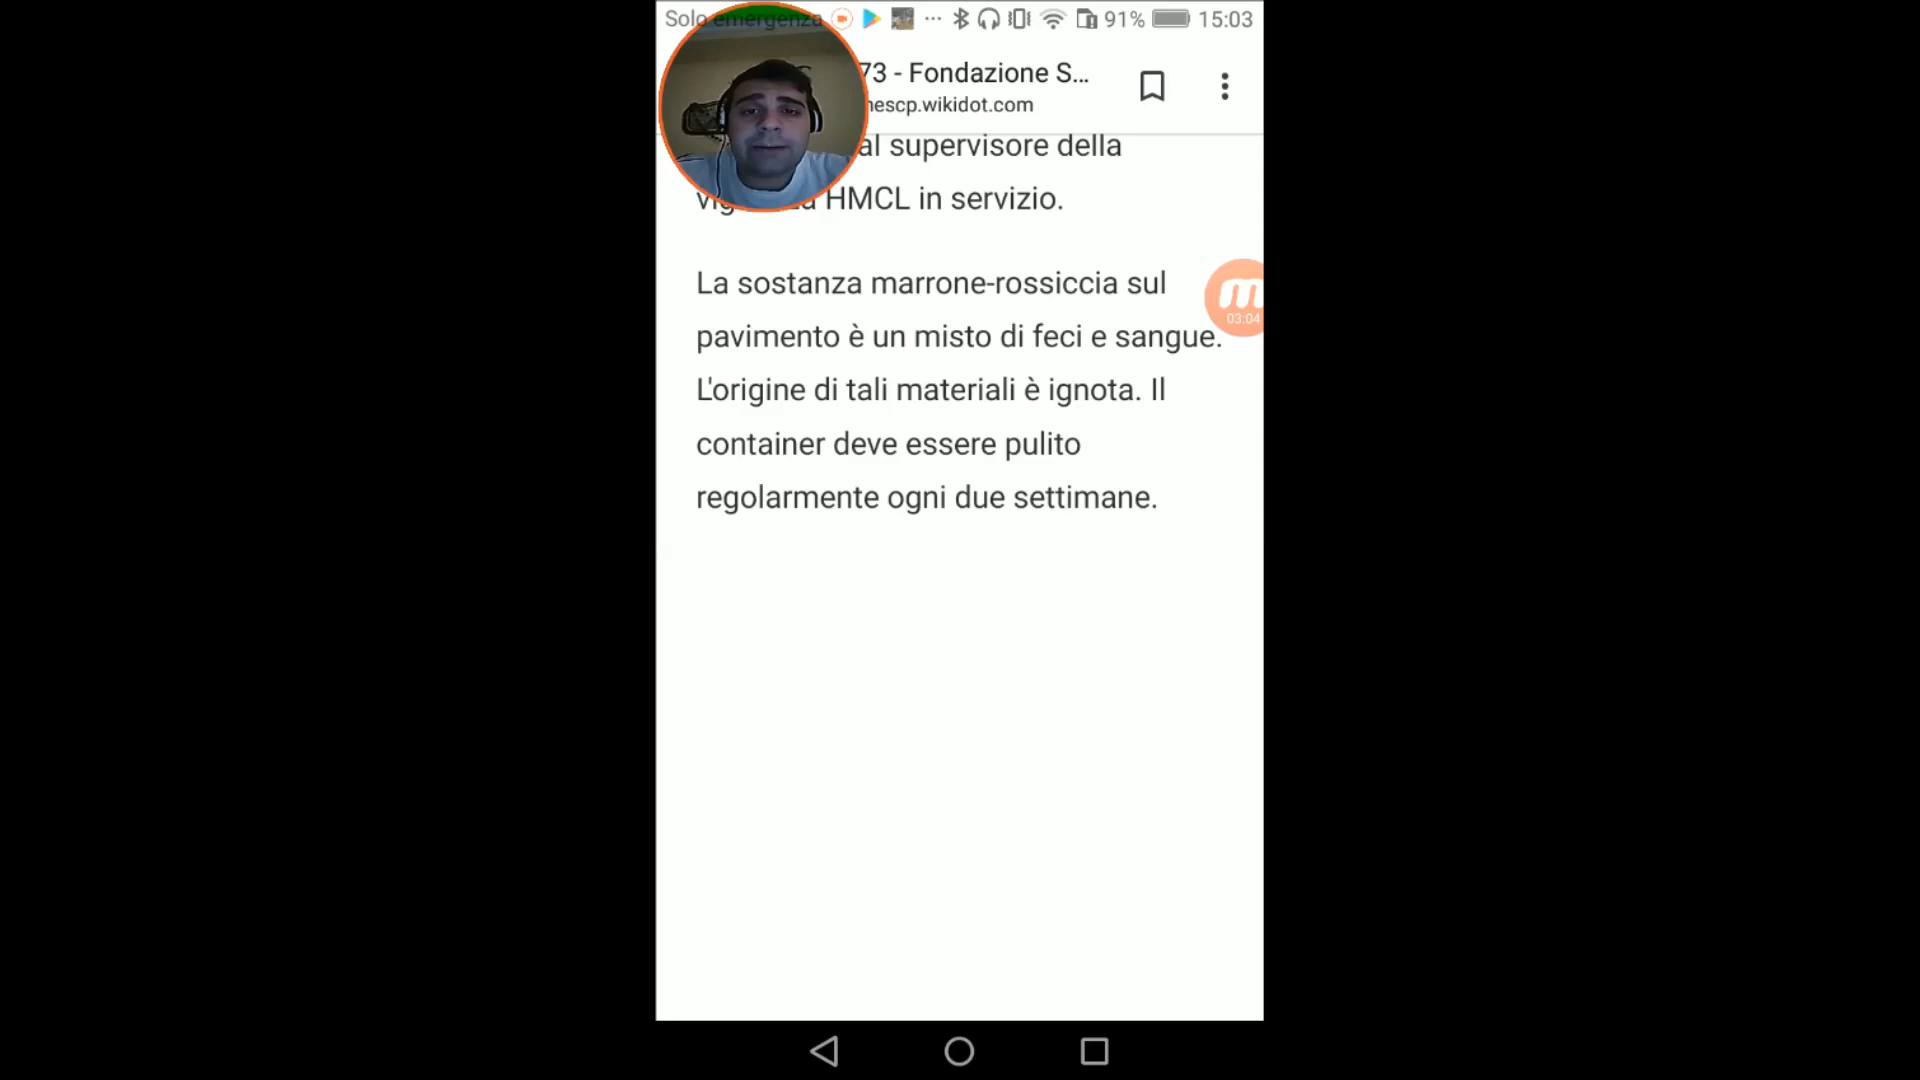 Solo emergenza 91% 15:03
73 - Fondazione S...
escp.wikidot.com
al supervisore della
HMCL in servizio.
La sostanza marrone-rossiccia sul
03:04
pavimento è un misto di feci e sangue.
L'origine di tali materiali è ignota. Il
container deve essere pulito
regolarmente ogni due settimane.